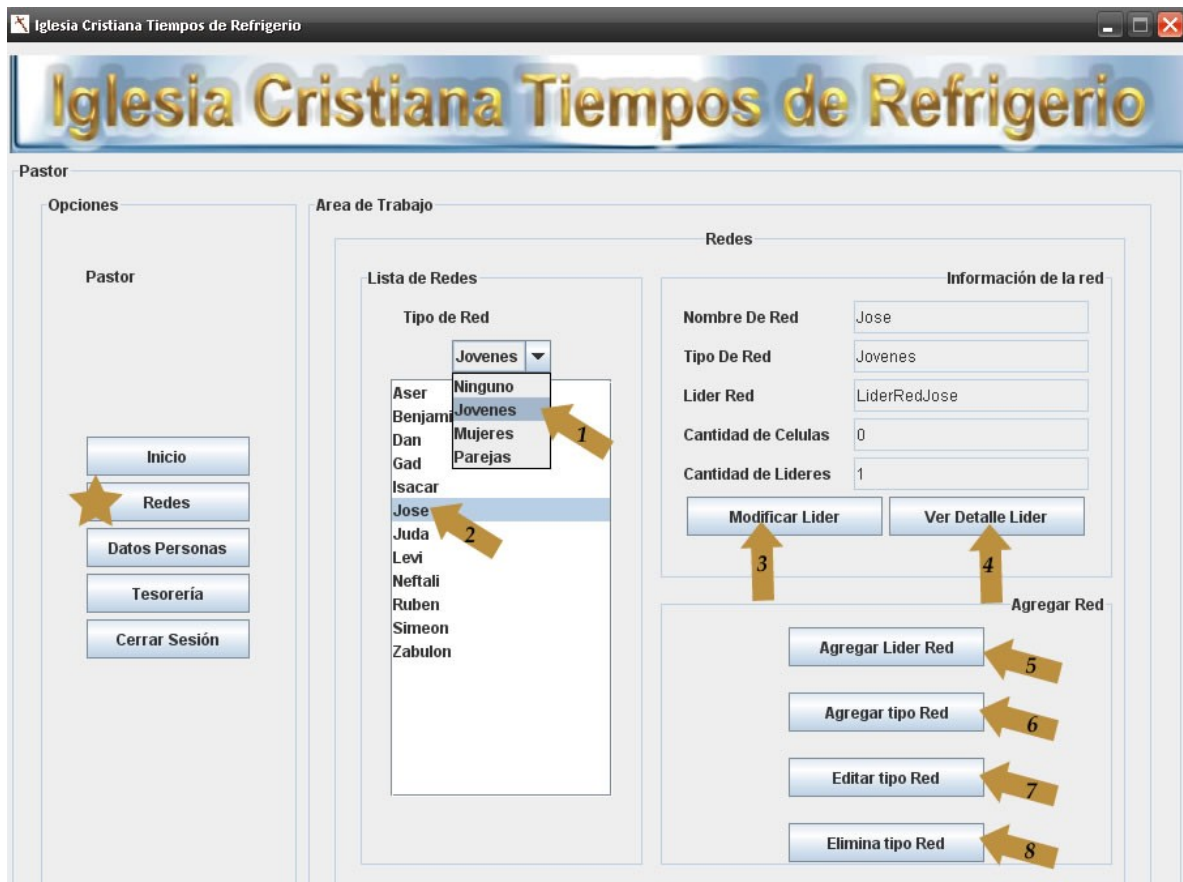 Iglesia Cristiana Tiempos de Refrigerio
Iglesia Cristiana Tiempos de Refrigerio
Pastor
Opciones
Pastor
Inicio
Redes
Datos Personas
Tesorería
Cerrar Sesión
Area de Trabajo
Redes
Lista de Redes
Tipo de Red
Jovenes
Ninguno
Jovenes
Mujeres
Parejas
1
Aser
Benjami
Dan
Gad
Isacar
Jose
2
Juda
Levi
Neftali
Ruben
Simeon
Zabulon
Información de la red
Nombre De Red Jose
Tipo De Red Jovenes
Lider Red LiderRedJose
Cantidad de Celulas 0
Cantidad de Lideres 1
Modificar Lider Ver Detalle Lider
3 4
Agregar Red
Agregar Lider Red 5
Agregar tipo Red 6
Editar tipo Red 7
Elimina tipo Red 8